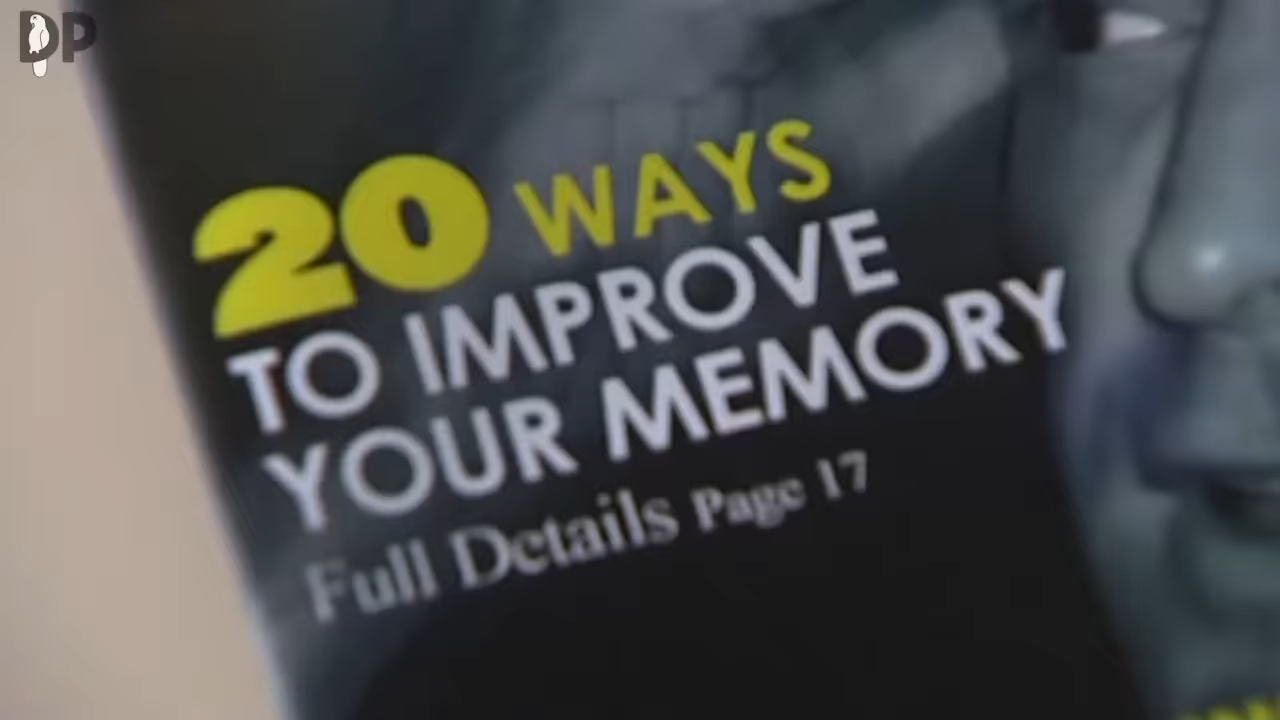 DP
20 WAYS
TO IMPROVE
YOUR MEMORY
Full Details Page 17